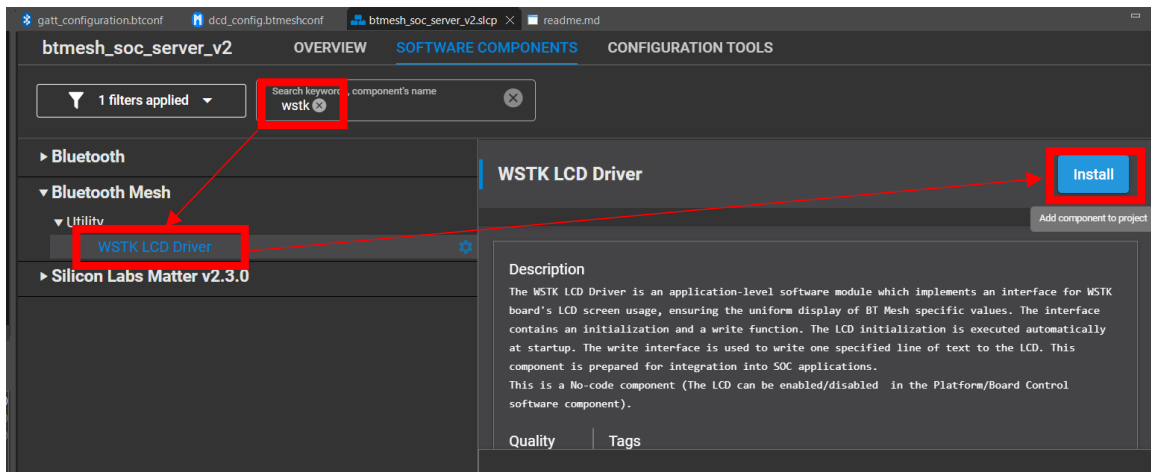 gatt_configuration.btconf
dcd_config.btmeshconf
btmesh_soc_server_v2.slcp
readme.md
btmesh_soc_server_v2
OVERVIEW
SOFTWARE COMPONENTS
CONFIGURATION TOOLS
1 filters applied
Search keywords, component's name
wstk
Bluetooth
Bluetooth Mesh
Utility
WSTK LCD Driver
Silicon Labs Matter v2.3.0
WSTK LCD Driver
Install
Add component to project
Description
The WSTK LCD Driver is an application-level software module which implements an interface for WSTK
board's LCD screen usage, ensuring the uniform display of BT Mesh specific values. The interface
contains an initialization and a write function. The LCD initialization is executed automatically
at startup. The write interface is used to write one specified line of text to the LCD. This
component is prepared for integration into SOC applications.
This is a No-code component (The LCD can be enabled/disabled in the Platform/Board Control
software component).
Quality
Tags